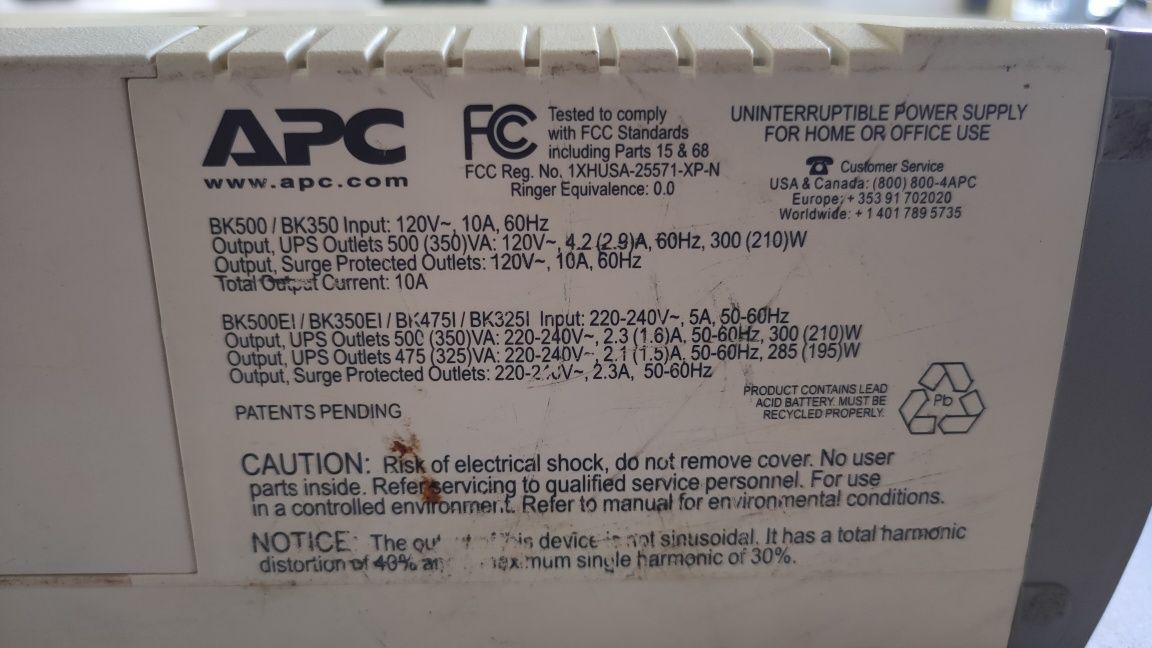 APC
www.apc.com
FC
Tested to comply
with FCC Standards
including Parts 15 & 68
FCC Reg. No. 1XHUSA-25571-XP-N
Ringer Equivalence: 0.0
UNINTERRUPTIBLE POWER SUPPLY
FOR HOME OR OFFICE USE
Customer Service
USA & Canada: (800) 800-4APC
Europe: + 353 91 702020
Worldwide: + 1 401 789 5735
BK500 / BK350 Input: 120V~, 10A, 60Hz
Output, UPS Outlets 500 (350)VA: 120V~, 4.2 (2.9)A, 60Hz, 300 (210)W
Output, Surge Protected Outlets: 120V~, 10A, 60Hz
Total Output Current: 10A
BK500EI / BK350EI / BK475I / BK325I Input: 220-240V~, 5A, 50-60Hz
Output, UPS Outlets 500 (350)VA: 220-240V~, 2.3 (1.6)A, 50-60Hz, 300 (210)W
Output, UPS Outlets 475 (325)VA: 220-240V~, 2.1 (1.5)A, 50-60Hz, 285 (195)W
Output, Surge Protected Outlets: 2.3A, 50-60Hz
PATENTS PENDING
PRODUCT CONTAINS LEAD
ACID BATTERY. MUST BE
RECYCLED PROPERLY.
Pb
CAUTION: Risk of electrical shock, do not remove cover. No user
parts inside. Refer servicing to qualified service personnel. For use
in a controlled environment. Refer to manual for environmental conditions.
NOTICE: The of this device is not sinusoidal. It has a total harmonic
distortion of 40% maximum single harmonic of 30%.